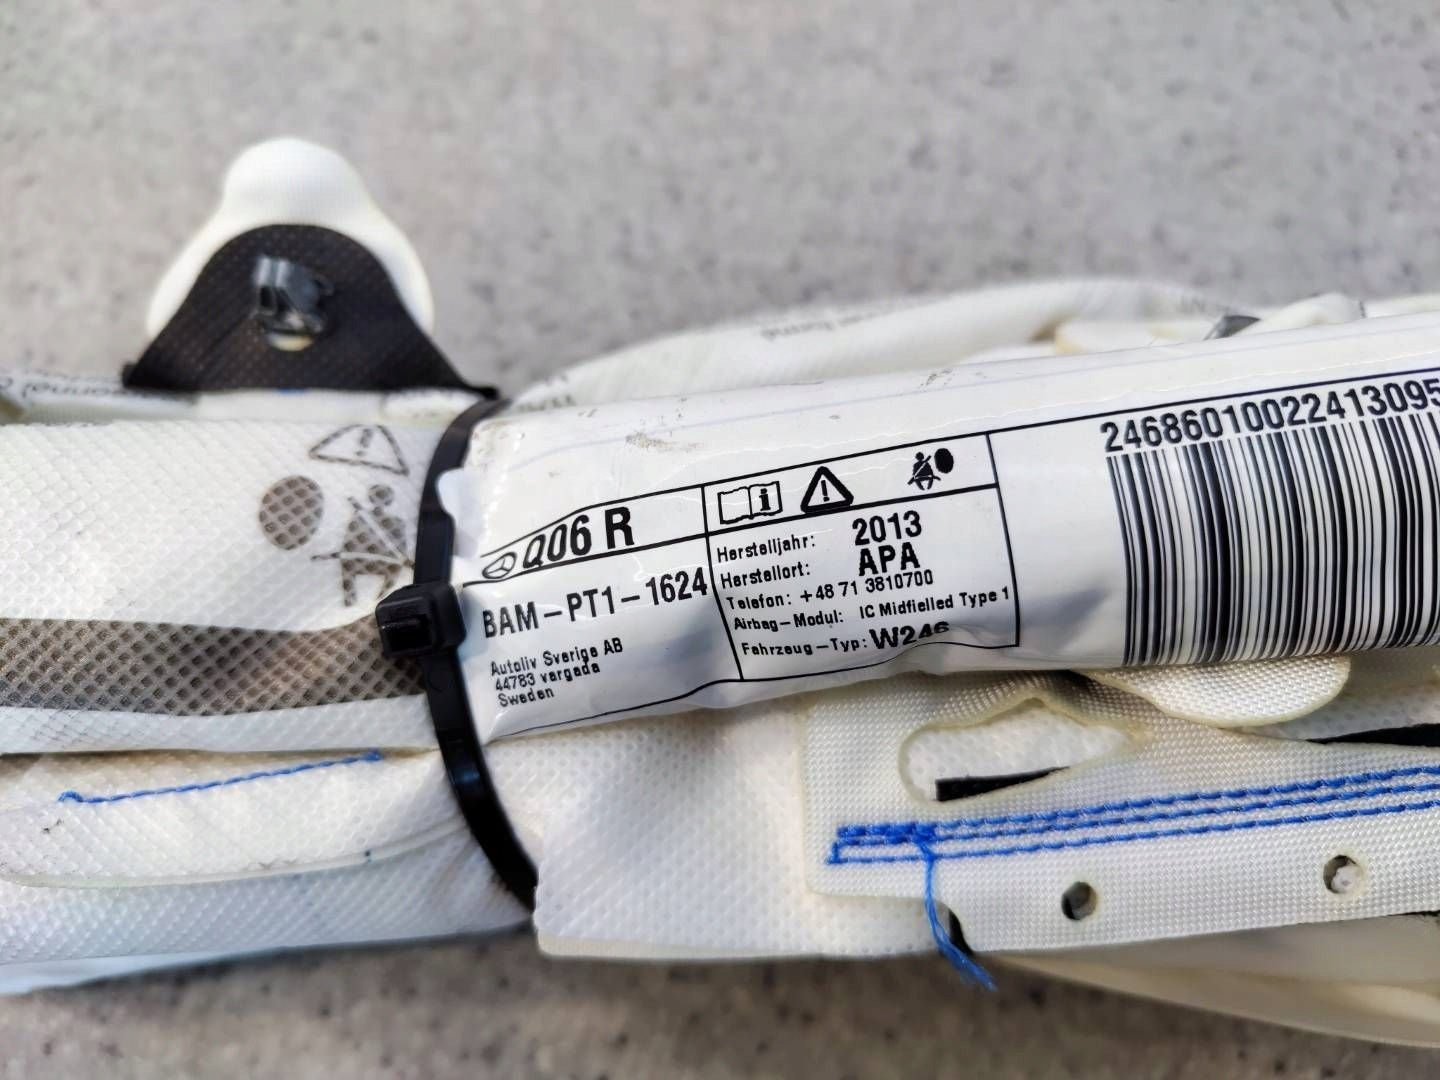 Q06 R
BAM-PT1-1624
Autoliv Sverige AB
44783 vargada
Sweden
Herstelljahr: 2013
Herstellort: APA
Telefon: +48 71 3810700
Airbag-Modul: IC Midfielled Type 1
Fahrzeug-Typ: W246
24686010022413095